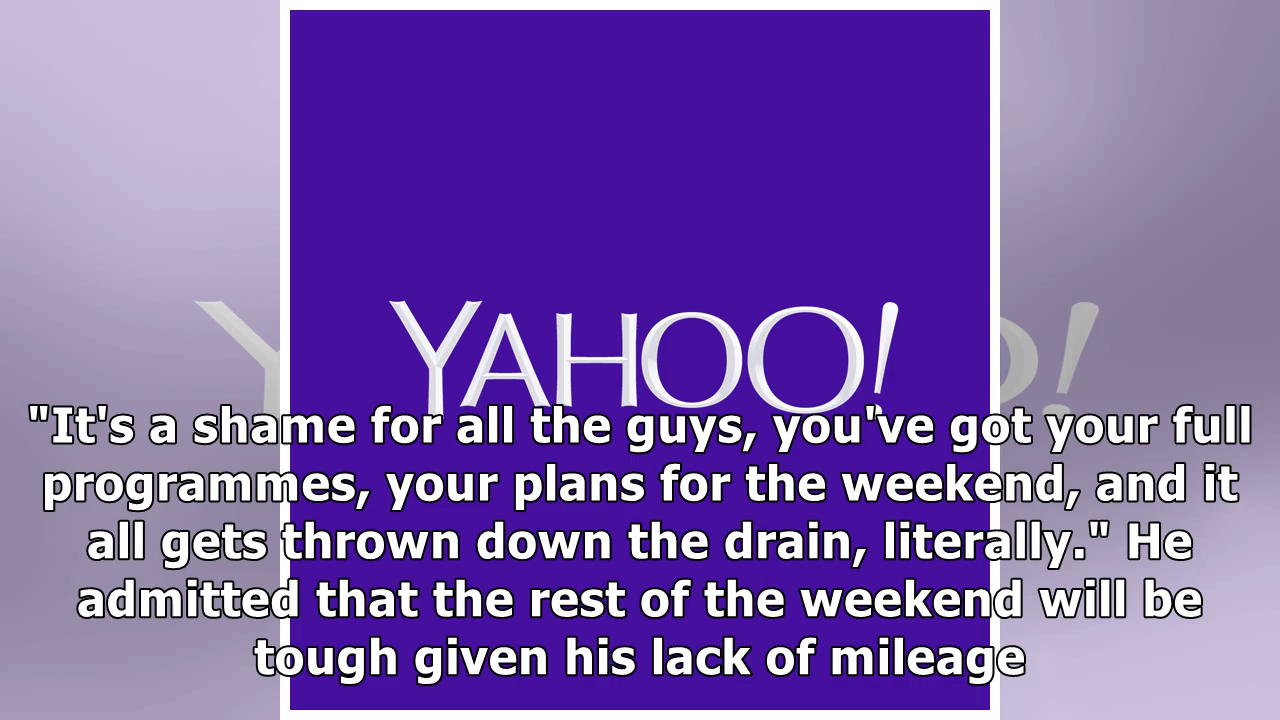 YAHOO!
"It's a shame for all the guys, you've got your full
programmes, your plans for the weekend, and it
all gets thrown down the drain, literally." He
admitted that the rest of the weekend will be
tough given his lack of mileage